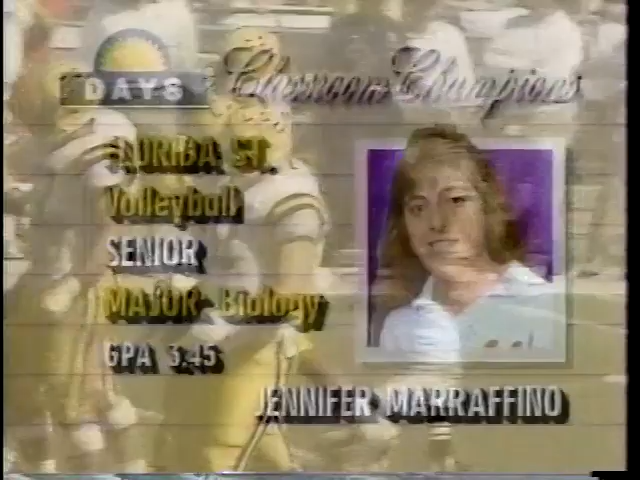 DAYS Classroom Champions
FLORIDA ST.
Volleyball
SENIOR
MAJOR- Biology
GPA 3.45
JENNIFER MARRAFFINO